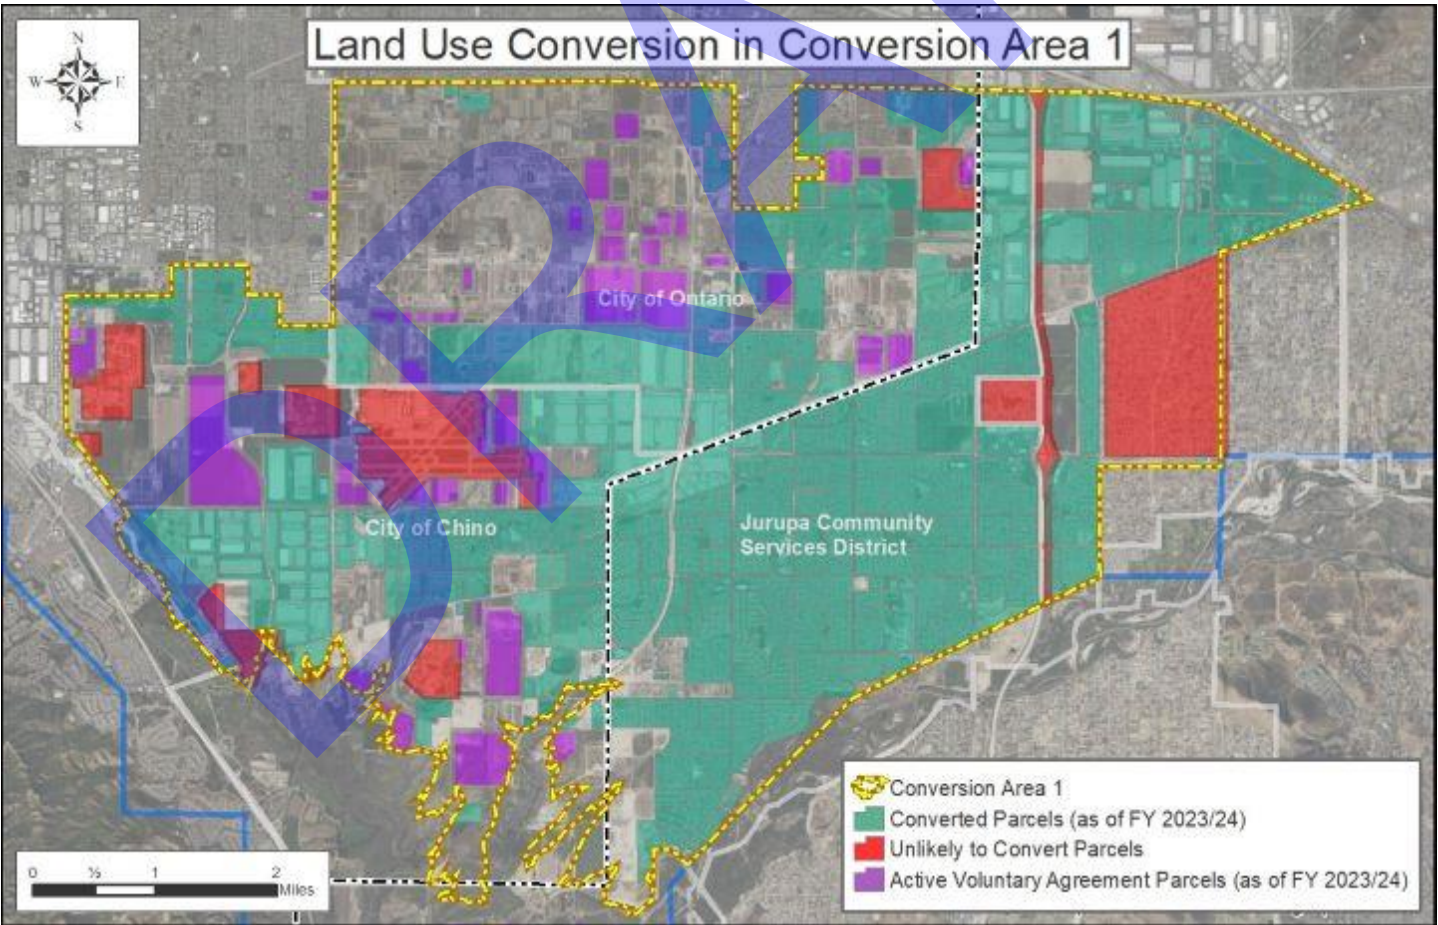 Land Use Conversion in Conversion Area 1
N
W E
S
City of Ontario
City of Chino
Jurupa Community
Services District
DRA
Conversion Area 1
Converted Parcels (as of FY 2023/24)
Unlikely to Convert Parcels
Active Voluntary Agreement Parcels (as of FY 2023/24)
0 ½ 1 2
Miles